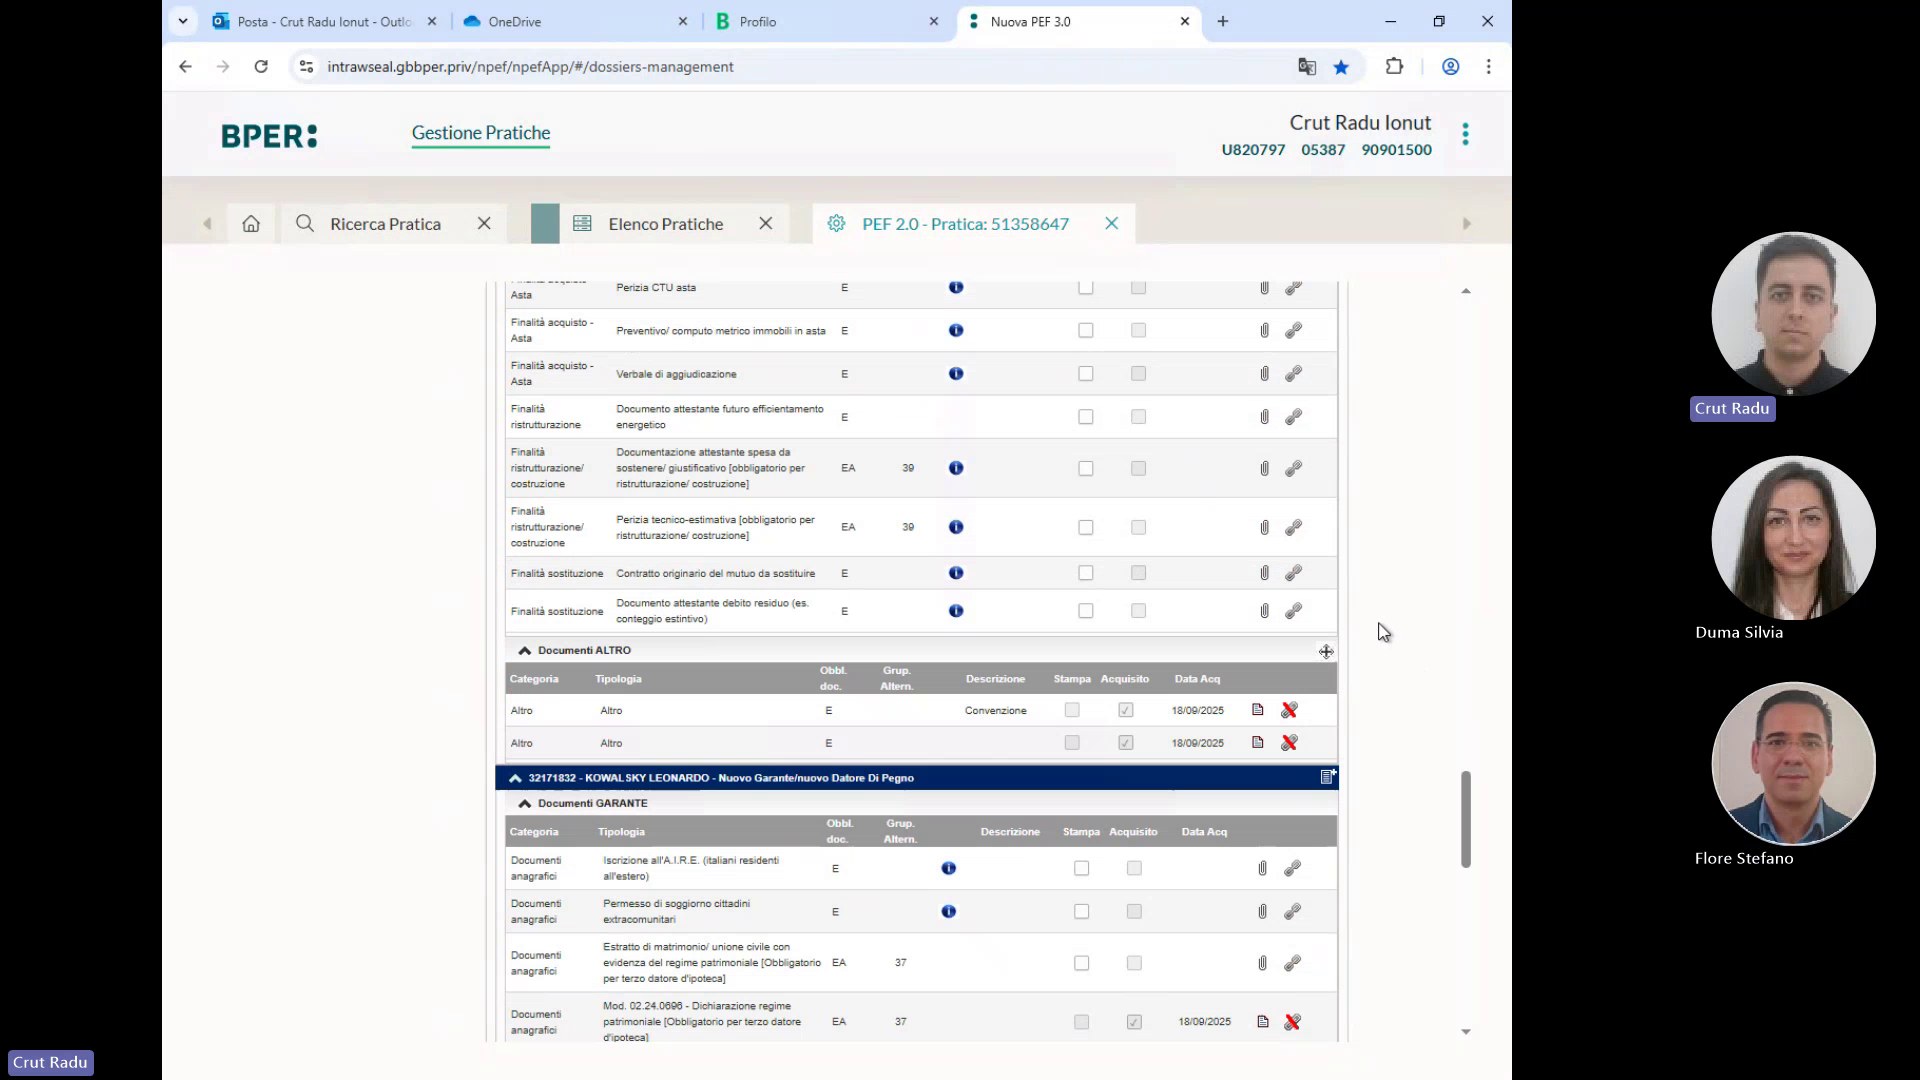 Posta - Crut Radu Ionut - Outlo
OneDrive
Profilo
Nuova PEF 3.0
intrawseal.gbbper.priv/npef/npefApp/#/dossiers-management
BPER:
Gestione Pratiche
Crut Radu Ionut
U820797 05387 90901500
Ricerca Pratica
Elenco Pratiche
PEF 2.0 - Pratica: 51358647
Asta
Perizia CTU asta E
Finalità acquisto -
Asta
Preventivo/ computo metrico immobili in asta E
Finalità acquisto -
Asta
Verbale di aggiudicazione E
Finalità
ristrutturazione
Documento attestante futuro efficientamento
energetico
E
Finalità
ristrutturazione/
costruzione
Documentazione attestante spesa da
sostenere/ giustificativo [obbligatorio per
ristrutturazione/ costruzione]
EA 39
Finalità
ristrutturazione/
costruzione
Perizia tecnico-estimativa [obbligatorio per
ristrutturazione/ costruzione]
EA 39
Finalità sostituzione Contratto originario del mutuo da sostituire E
Finalità sostituzione
Documento attestante debito residuo (es.
conteggio estintivo)
E
Documenti ALTRO
Categoria Tipologia Obbl. doc. Grup. Altern. Descrizione Stampa Acquisito Data Acq
Altro Altro E Convenzione 18/09/2025
Altro Altro E 18/09/2025
32171832 - KOWALSKY LEONARDO - Nuovo Garante/nuovo Datore Di Pegno
Documenti GARANTE
Categoria Tipologia Obbl. doc. Grup. Altern. Descrizione Stampa Acquisito Data Acq
Documenti
anagrafici
Iscrizione all'A.I.R.E. (italiani residenti
all'estero)
E
Documenti
anagrafici
Permesso di soggiorno cittadini
extracomunitari
E
Documenti
anagrafici
Estratto di matrimonio/ unione civile con
evidenza del regime patrimoniale [Obbligatorio
per terzo datore d'ipoteca]
EA 37
Documenti
anagrafici
Mod. 02.24.0696 - Dichiarazione regime
patrimoniale [Obbligatorio per terzo datore
d'ipoteca]
EA 37 18/09/2025
Crut Radu
Duma Silvia
Flore Stefano
Crut Radu